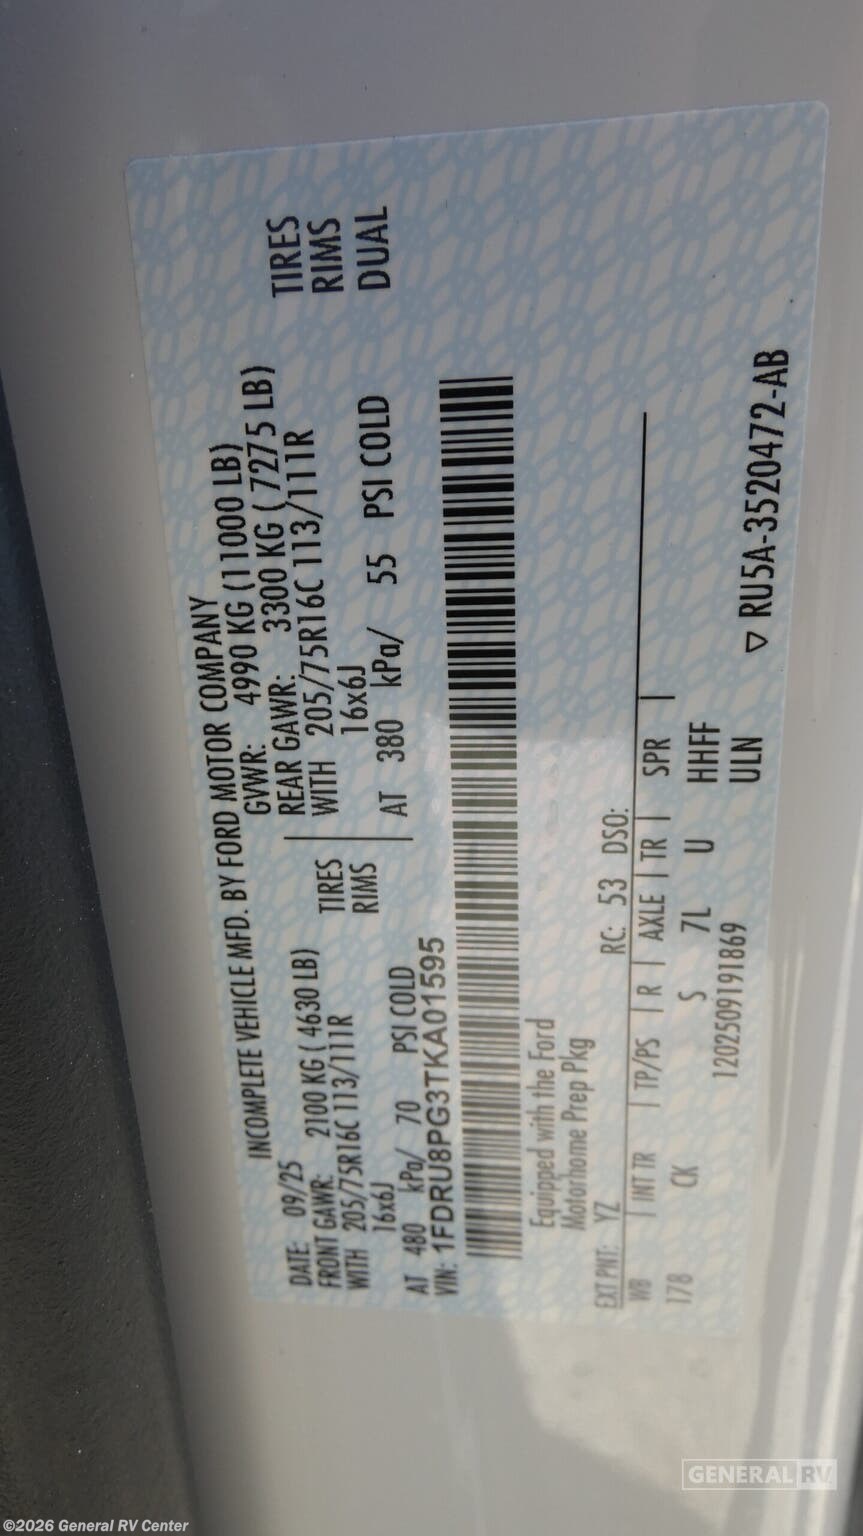 INCOMPLETE VEHICLE MFD. BY FORD MOTOR COMPANY
DATE: 09/25 GVWR: 4990 KG (11000 LB)
FRONT GAWR: 2100 KG ( 4630 LB) REAR GAWR: 3300 KG ( 7275 LB)
WITH 205/75R16C 113/111R TIRES WITH 205/75R16C 113/111R TIRES
16x6J RIMS 16x6J RIMS
AT 480 kPa/ 70 PSI COLD AT 380 kPa/ 55 PSI COLD DUAL
VIN: 1FDRU8PG3TKA01595
Equipped with the Ford
Motorhome Prep Pkg
EXT PNT: YZ RC: 53 DSO:
WB INT TR TP/PS R AXLE TR SPR
178 CK S 7L U HHFF
1202509191869 ULN
▽ RU5A-3520472-AB
GENERAL RV
©2026 General RV Center